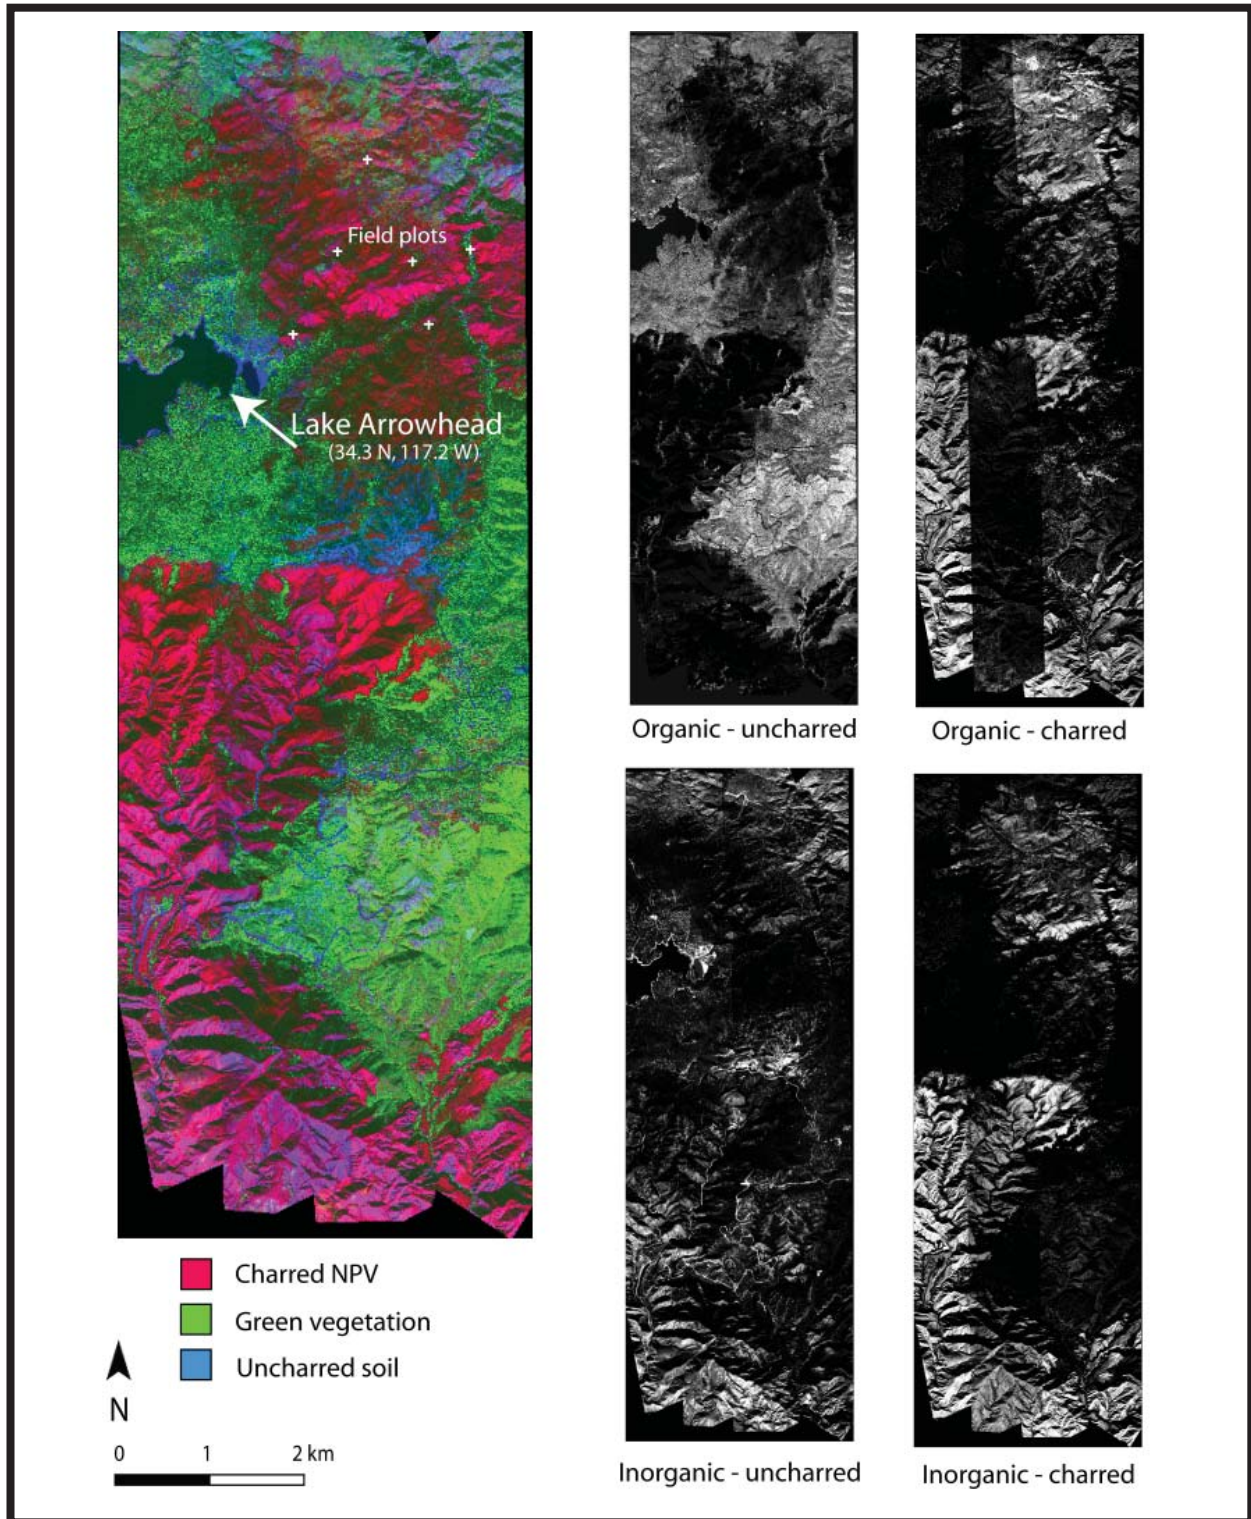 Field plots
Lake Arrowhead
(34.3 N, 117.2 W)
Organic - uncharred
Organic - charred
Inorganic - uncharred
Inorganic - charred
Charred NPV
Green vegetation
Uncharred soil
N
0 1 2 km